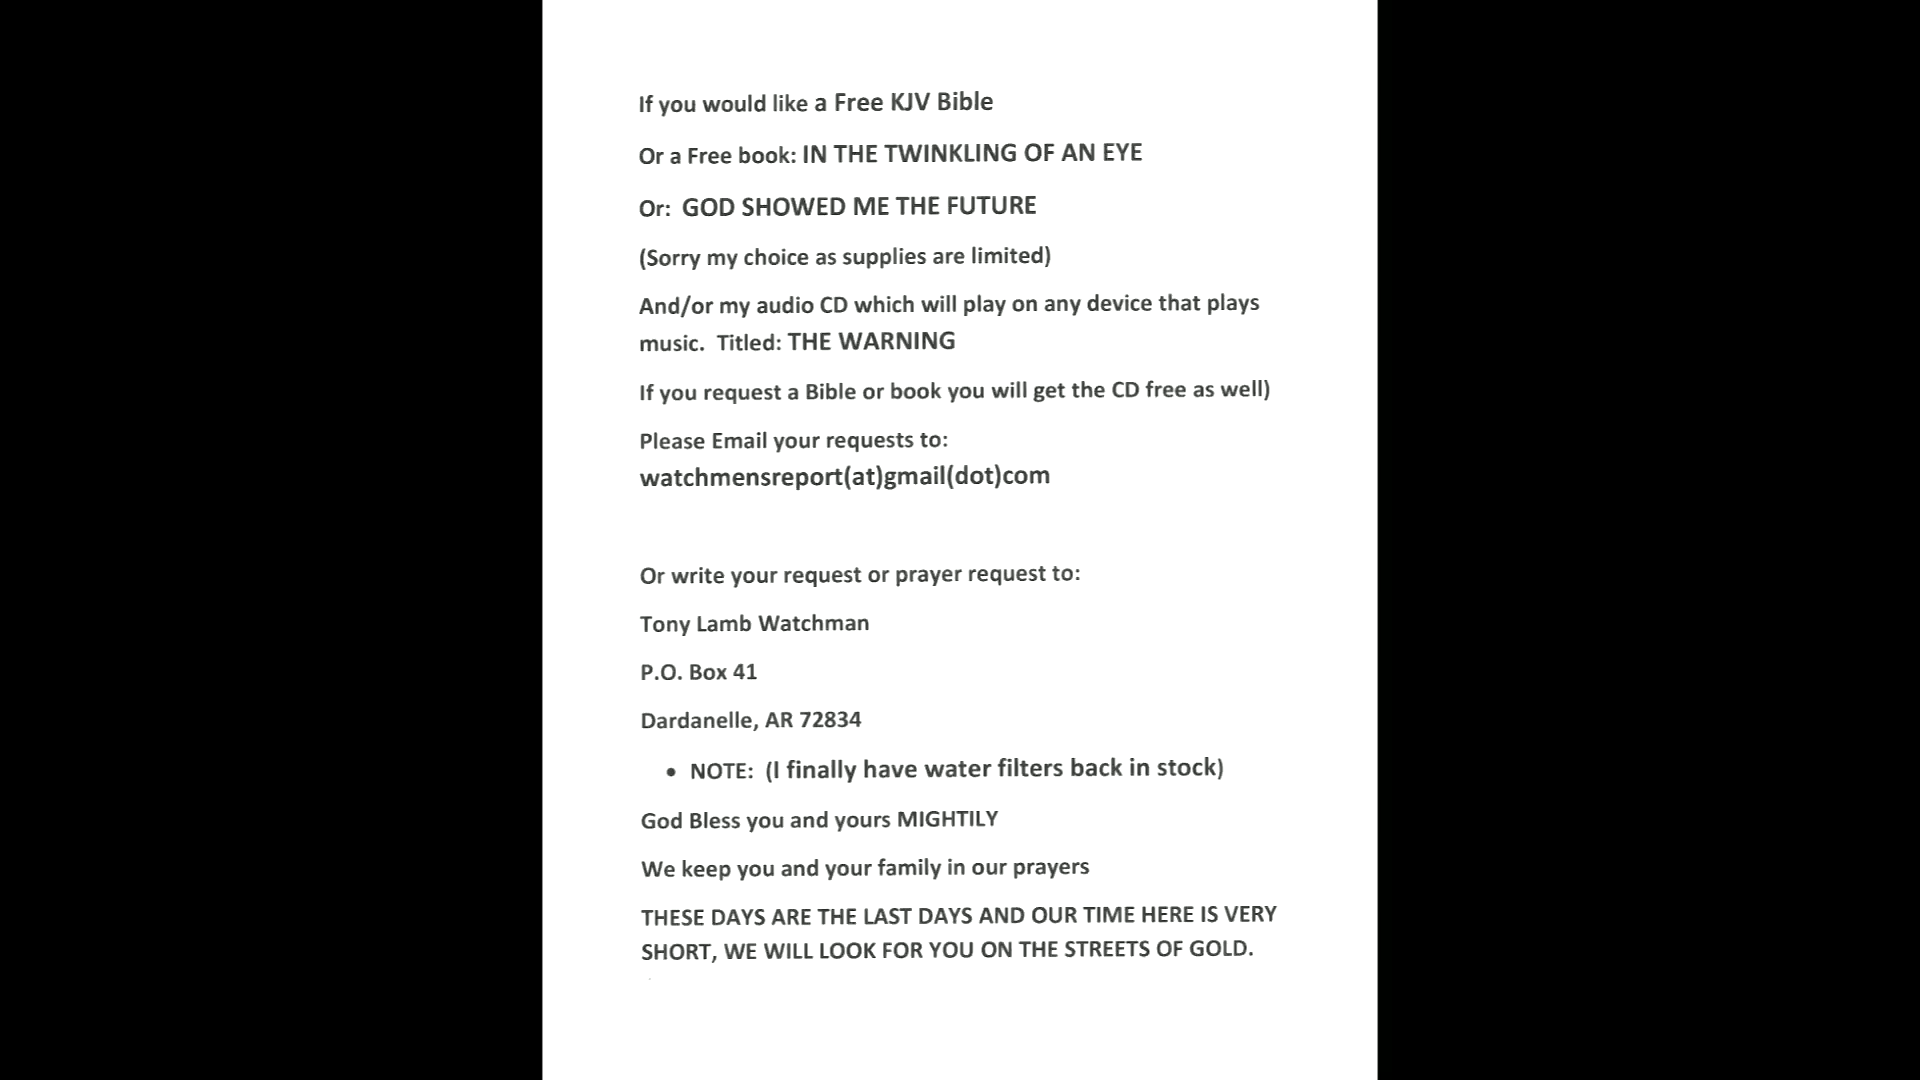 If you would like a Free KJV Bible
Or a Free book: IN THE TWINKLING OF AN EYE
Or:  GOD SHOWED ME THE FUTURE
(Sorry my choice as supplies are limited)
And/or my audio CD which will play on any device that plays
music.  Titled: THE WARNING
If you request a Bible or book you will get the CD free as well)
Please Email your requests to:
watchmensreport(at)gmail(dot)com
Or write your request or prayer request to:
Tony Lamb Watchman
P.O. Box 41
Dardanelle, AR 72834
• NOTE:  (I finally have water filters back in stock)
God Bless you and yours MIGHTILY
We keep you and your family in our prayers
THESE DAYS ARE THE LAST DAYS AND OUR TIME HERE IS VERY
SHORT, WE WILL LOOK FOR YOU ON THE STREETS OF GOLD.